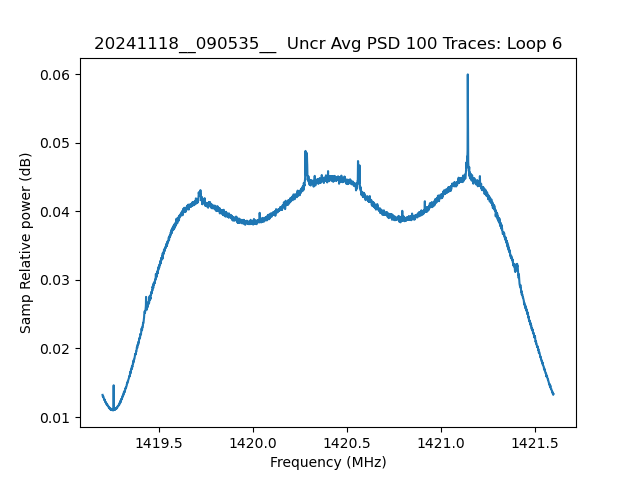 20241118__090535__  Uncr Avg PSD 100 Traces: Loop 6
Samp Relative power (dB)
0.06
0.05
0.04
0.03
0.02
0.01
1419.5 1420.0 1420.5 1421.0 1421.5
Frequency (MHz)